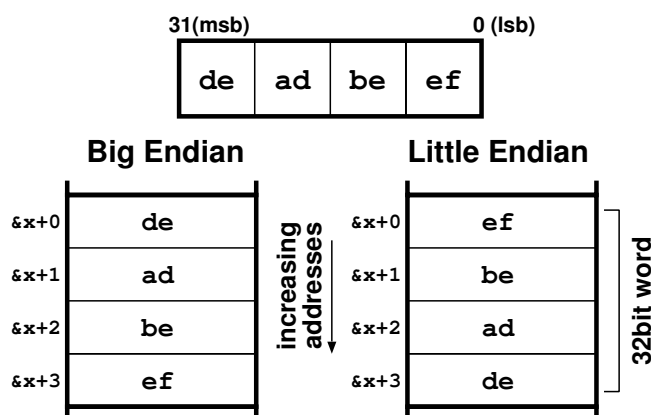 31(msb) 0 (lsb)
de ad be ef
Big Endian Little Endian
&x+0 de
&x+1 ad
&x+2 be
&x+3 ef
increasing
addresses
&x+0 ef
&x+1 be
&x+2 ad
&x+3 de
32bit word